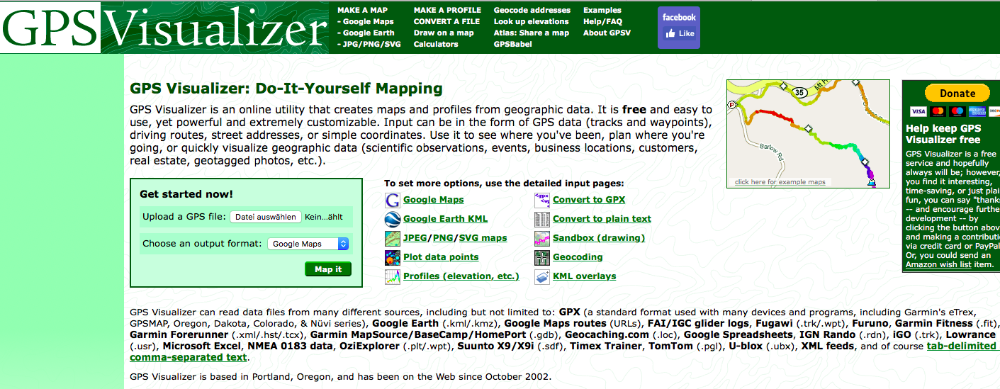 GPS Visualizer
MAKE A MAP
- Google Maps
- Google Earth
- JPG/PNG/SVG
MAKE A PROFILE
CONVERT A FILE
Draw on a map
Calculators
Geocode addresses
Look up elevations
Atlas: Share a map
GPSBabel
Examples
Help/FAQ
About GPSV
facebook
Like
GPS Visualizer: Do-It-Yourself Mapping
GPS Visualizer is an online utility that creates maps and profiles from geographic data. It is free and easy to
use, yet powerful and extremely customizable. Input can be in the form of GPS data (tracks and waypoints),
driving routes, street addresses, or simple coordinates. Use it to see where you've been, plan where you're
going, or quickly visualize geographic data (scientific observations, events, business locations, customers,
real estate, geotagged photos, etc.).
Get started now!
Upload a GPS file: Datei auswählen Kein...ählt
Choose an output format: Google Maps
Map it
To set more options, use the detailed input pages:
Google Maps
Google Earth KML
JPEG/PNG/SVG maps
Plot data points
Profiles (elevation, etc.)
Convert to GPX
Convert to plain text
Sandbox (drawing)
Geocoding
KML overlays
35
Mt
P
Barlow Rd
click here for example maps
Donate
VISA
Help keep GPS
Visualizer free
GPS Visualizer is a free
service and hopefully
always will be; however,
you find it interesting,
time-saving, or just plai
fun, you can say "thank
-- and encourage furthe
development -- by
clicking the button abov
and making a contributi
via credit card or PayPal
Or, you could send an
Amazon wish list item.
GPS Visualizer can read data files from many different sources, including but not limited to: GPX (a standard format used with many devices and programs, including Garmin's eTrex,
GPSMAP, Oregon, Dakota, Colorado, & Nüvi series), Google Earth (.kml/.kmz), Google Maps routes (URLs), FAI/IGC glider logs, Fugawi (.trk/.wpt), Furuno, Garmin Fitness (.fit),
Garmin Forerunner (.xml/.hst/.tcx), Garmin MapSource/BaseCamp/HomePort (.gdb), Geocaching.com (.loc), Google Spreadsheets, IGN Rando (.rdn), iGO (.trk), Lowrance
(.usr), Microsoft Excel, NMEA 0183 data, OziExplorer (.plt/.wpt), Suunto X9/X9i (.sdf), Timex Trainer, TomTom (.pgl), U-blox (.ubx), XML feeds, and of course tab-delimited
comma-separated text.
GPS Visualizer is based in Portland, Oregon, and has been on the Web since October 2002.